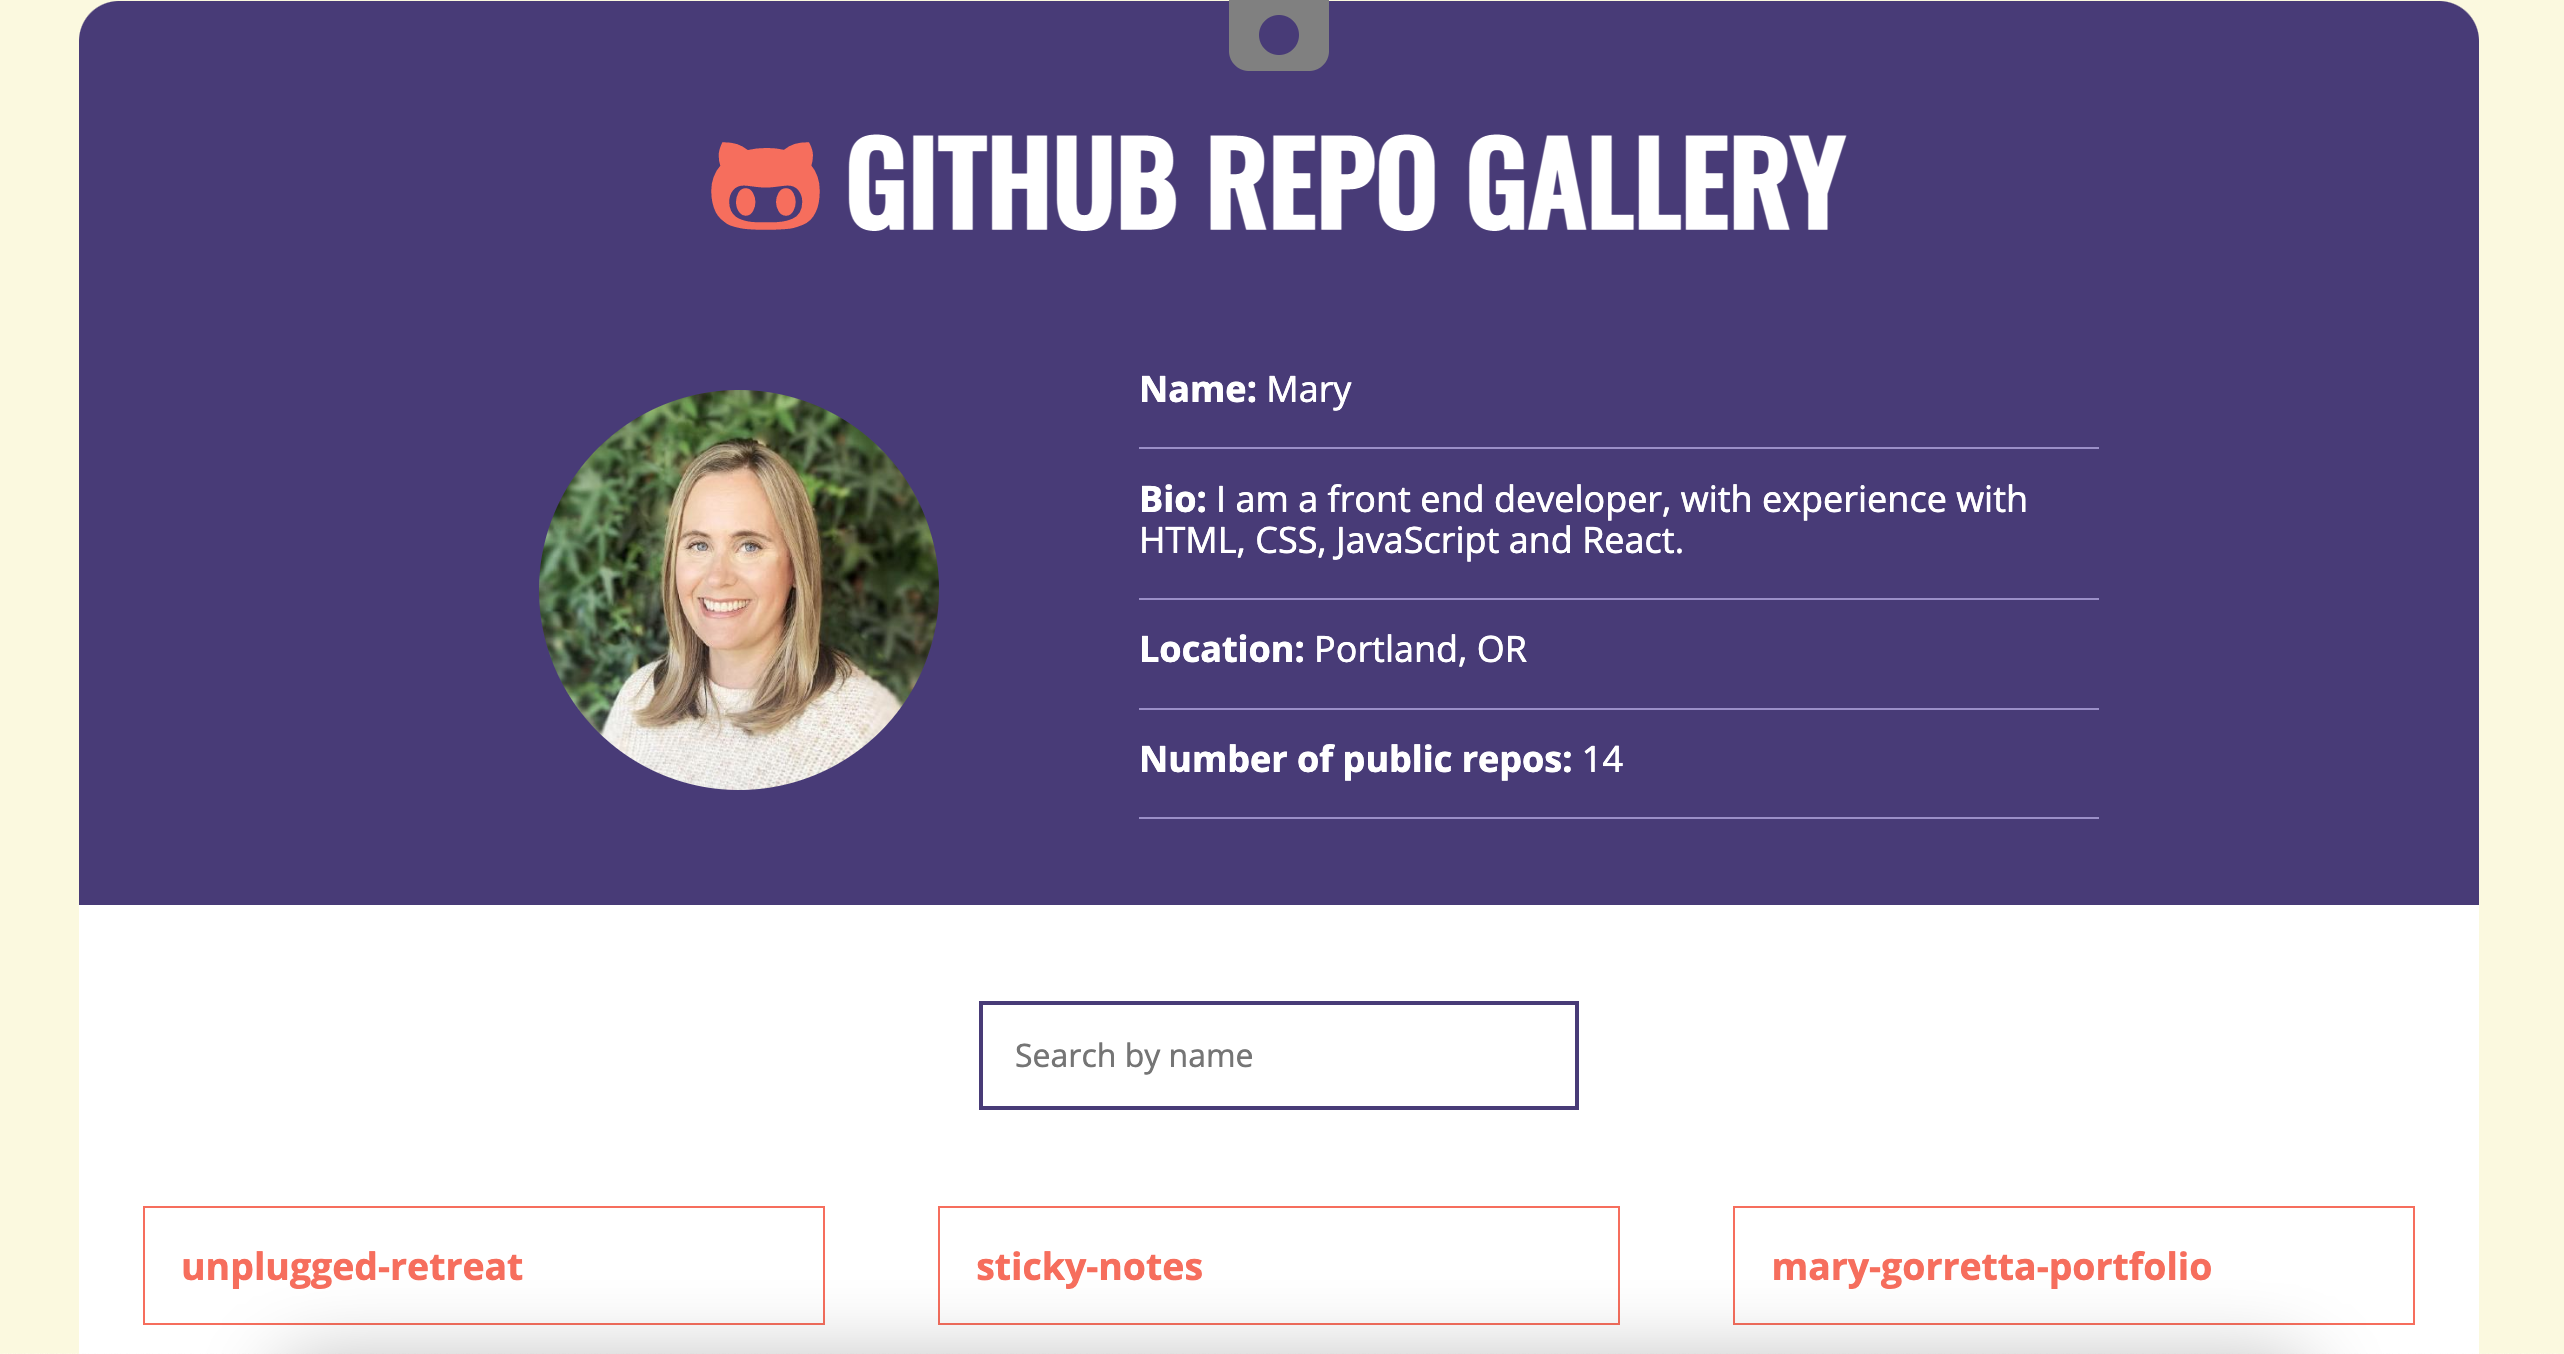 GITHUB REPO GALLERY
Name: Mary
Bio: I am a front end developer, with experience with
HTML, CSS, JavaScript and React.
Location: Portland, OR
Number of public repos: 14
Search by name
unplugged-retreat
sticky-notes
mary-gorretta-portfolio